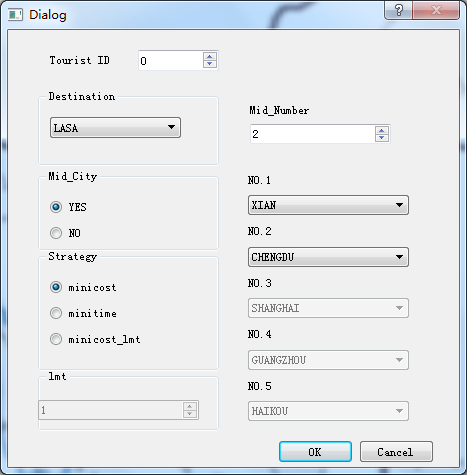 Dialog
Tourist ID
0
Destination
LASA
Mid_City
YES
NO
Strategy
minicost
minitime
minicost_lmt
lmt
1
Mid_Number
2
NO.1
XIAN
NO.2
CHENGDU
NO.3
SHANGHAI
NO.4
GUANGZHOU
NO.5
HAIKOU
OK
Cancel